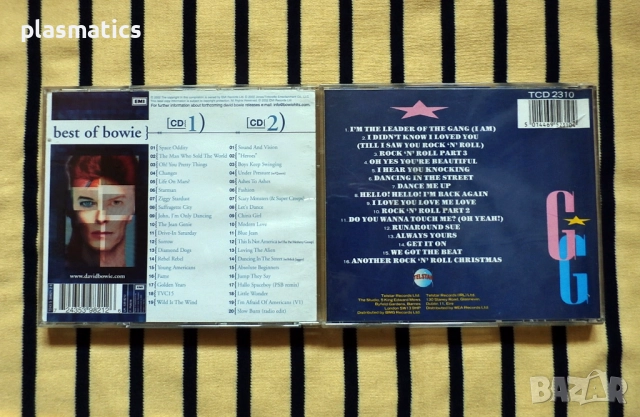 plasmatics
EMI
best of bowie} [CD] 1) [CD] 2)
01 Space Oddity
02 The Man Who Sold The World
03 Oh! You Pretty Things
04 Changes
05 Life On Mars?
06 Starman
07 Ziggy Stardust
08 Suffragette City
09 John, I'm Only Dancing
10 The Jean Genie
11 Drive-In Saturday
12 Sorrow
13 Diamond Dogs
14 Rebel Rebel
15 Young Americans
16 Fame
17 Golden Years
18 TVC15
19 Wild Is The Wind
01 Sound And Vision
02 "Heroes"
03 Boys Keep Swinging
04 Under Pressure
05 Ashes To Ashes
06 Fashion
07 Scary Monsters (& Super Creeps)
08 Let's Dance
09 China Girl
10 Modern Love
11 Blue Jean
12 This Is Not America
13 Loving The Alien
14 Dancing In The Street
15 Absolute Beginners
16 Jump They Say
17 Hallo Spaceboy (PSB remix)
18 Little Wonder
19 I'm Afraid Of Americans (V1)
20 Slow Burn (radio edit)
www.davidbowie.com
TCD 2310
1. I'M THE LEADER OF THE GANG (I AM)
2. I DIDN'T KNOW I LOVED YOU
(TILL I SAW YOU ROCK 'N' ROLL)
3. ROCK 'N' ROLL PART 3
4. OH YES YOU'RE BEAUTIFUL
5. I HEAR YOU KNOCKING
6. DANCING IN THE STREET
7. DANCE ME UP
8. HELLO! HELLO! I'M BACK AGAIN
9. I LOVE YOU LOVE ME LOVE
10. ROCK 'N' ROLL PART 2
11. DO YOU WANNA TOUCH ME? (OH YEAH!)
12. RUNAROUND SUE
13. ALWAYS YOURS
14. GET IT ON
15. WE GOT THE BEAT
16. ANOTHER ROCK 'N' ROLL CHRISTMAS
G
G
TELSTAR
BAZAR